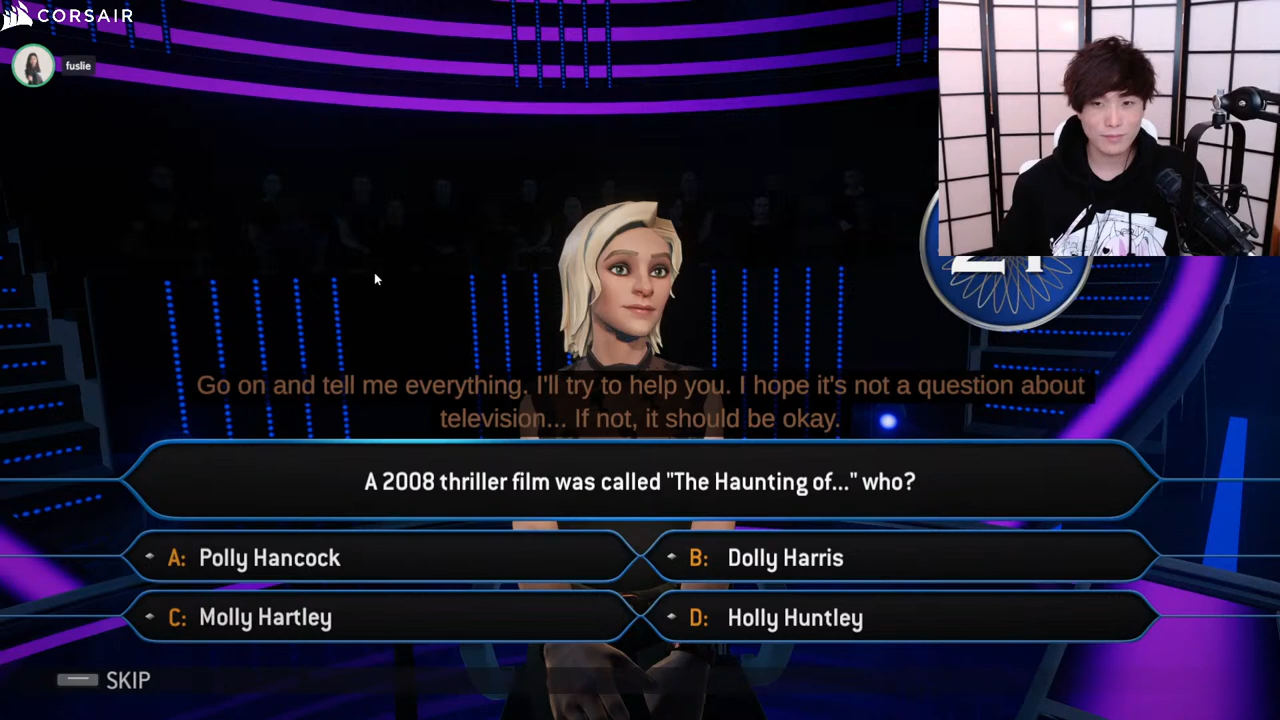 CORSAIR
fuslie
Go on and tell me everything. I'll try to help you. I hope it's not a question about
television... If not, it should be okay.
A 2008 thriller film was called "The Haunting of..." who?
A: Polly Hancock
B: Dolly Harris
C: Molly Hartley
D: Holly Huntley
SKIP